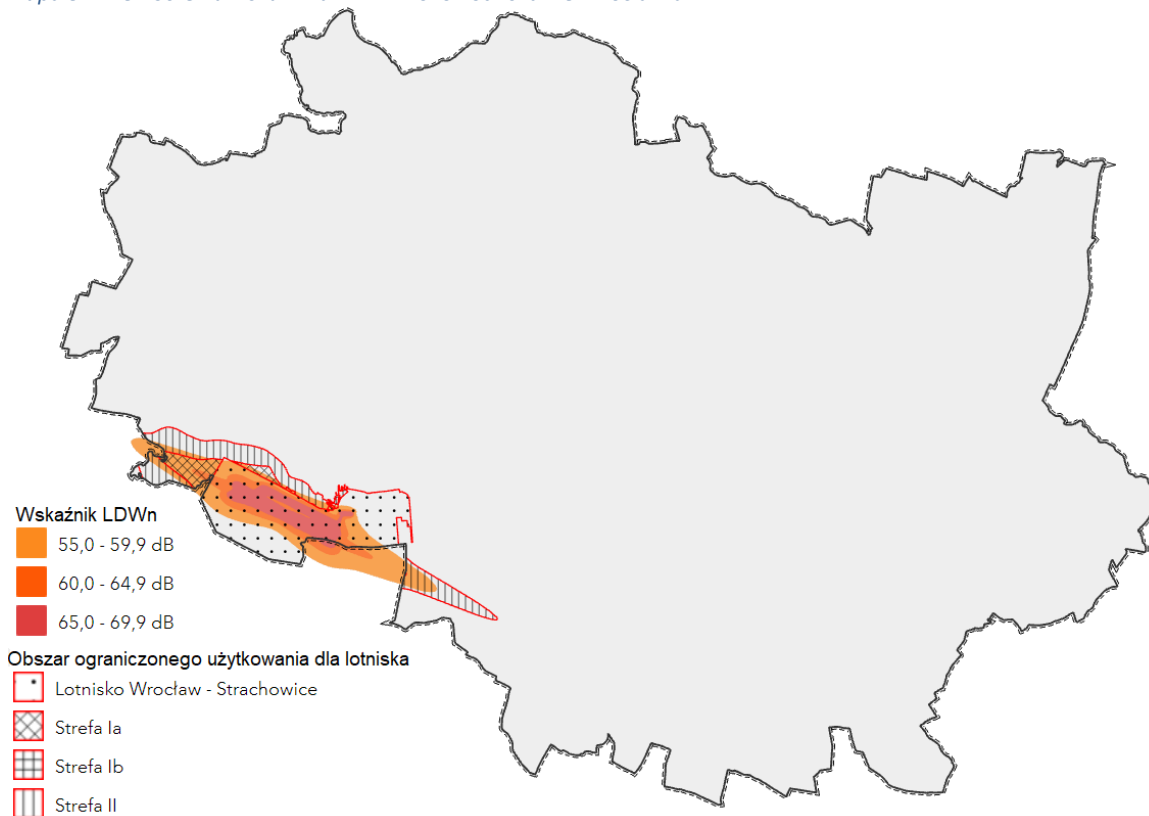 Wskaźnik LDWn
55,0 - 59,9 dB
60,0 - 64,9 dB
65,0 - 69,9 dB
Obszar ograniczonego użytkowania dla lotniska
Lotnisko Wrocław - Strachowice
Strefa Ia
Strefa Ib
Strefa II